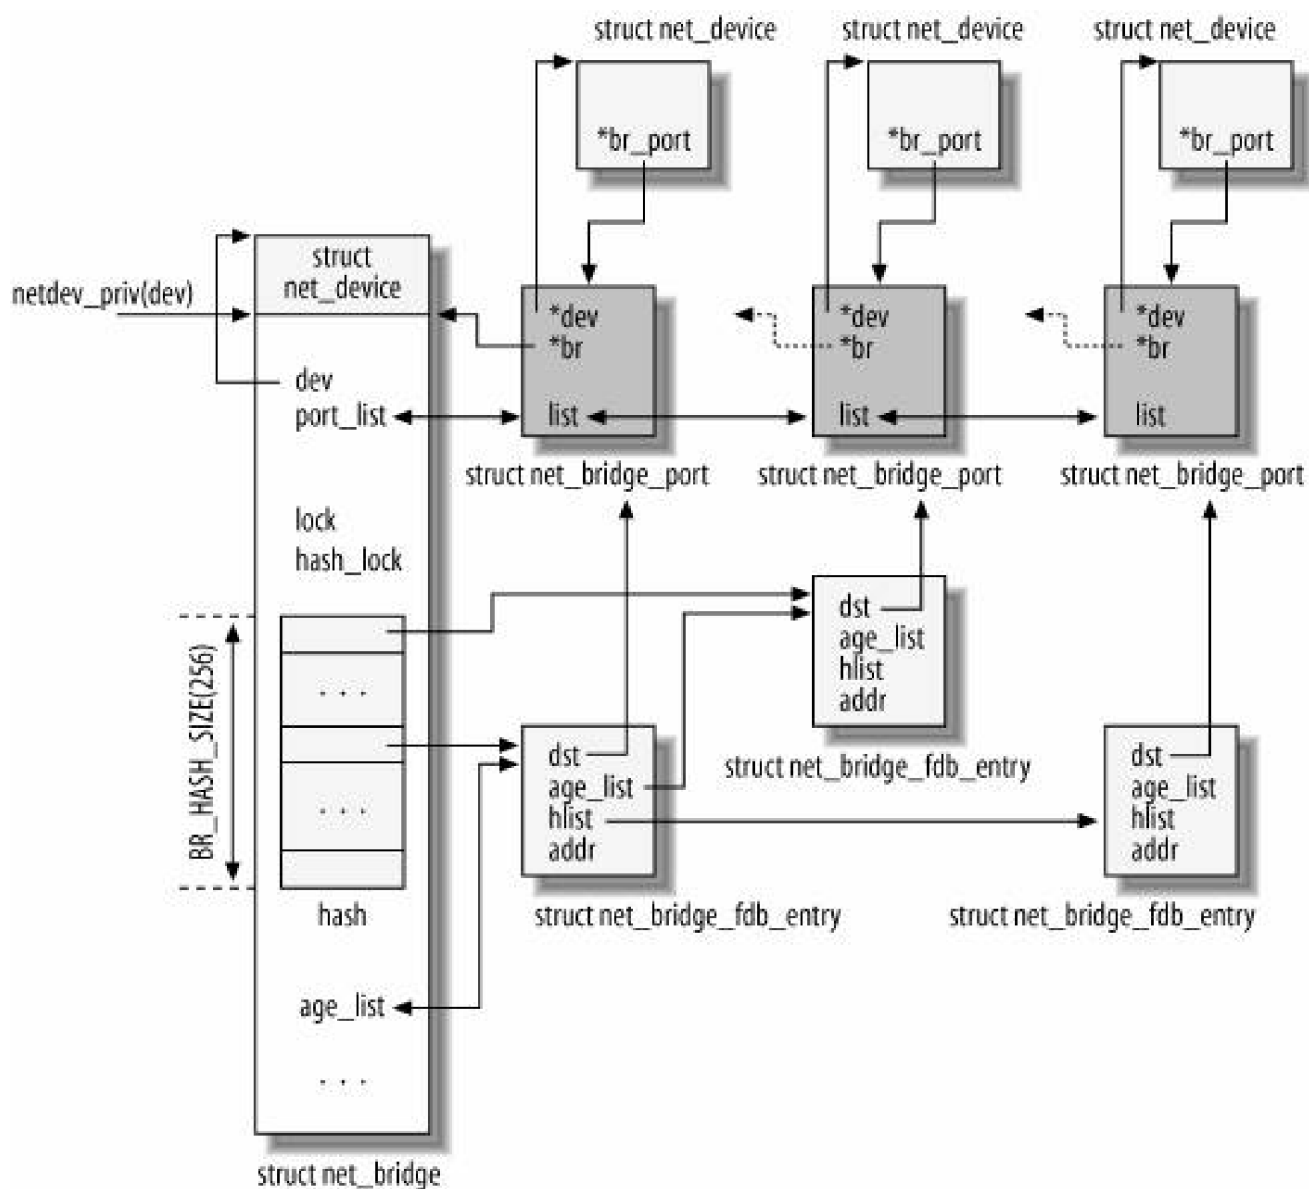 struct net_device
struct net_device
struct net_device
*br_port
*br_port
*br_port
struct
net_device
netdev_priv(dev)
*dev
*br
list
*dev
*br
list
*dev
*br
list
dev
port_list
struct net_bridge_port
struct net_bridge_port
struct net_bridge_port
lock
hash_lock
BR_HASH_SIZE(256)
. . .
. . .
hash
dst
age_list
hlist
addr
struct net_bridge_fdb_entry
dst
age_list
hlist
addr
struct net_bridge_fdb_entry
dst
age_list
hlist
addr
struct net_bridge_fdb_entry
age_list
. . .
struct net_bridge